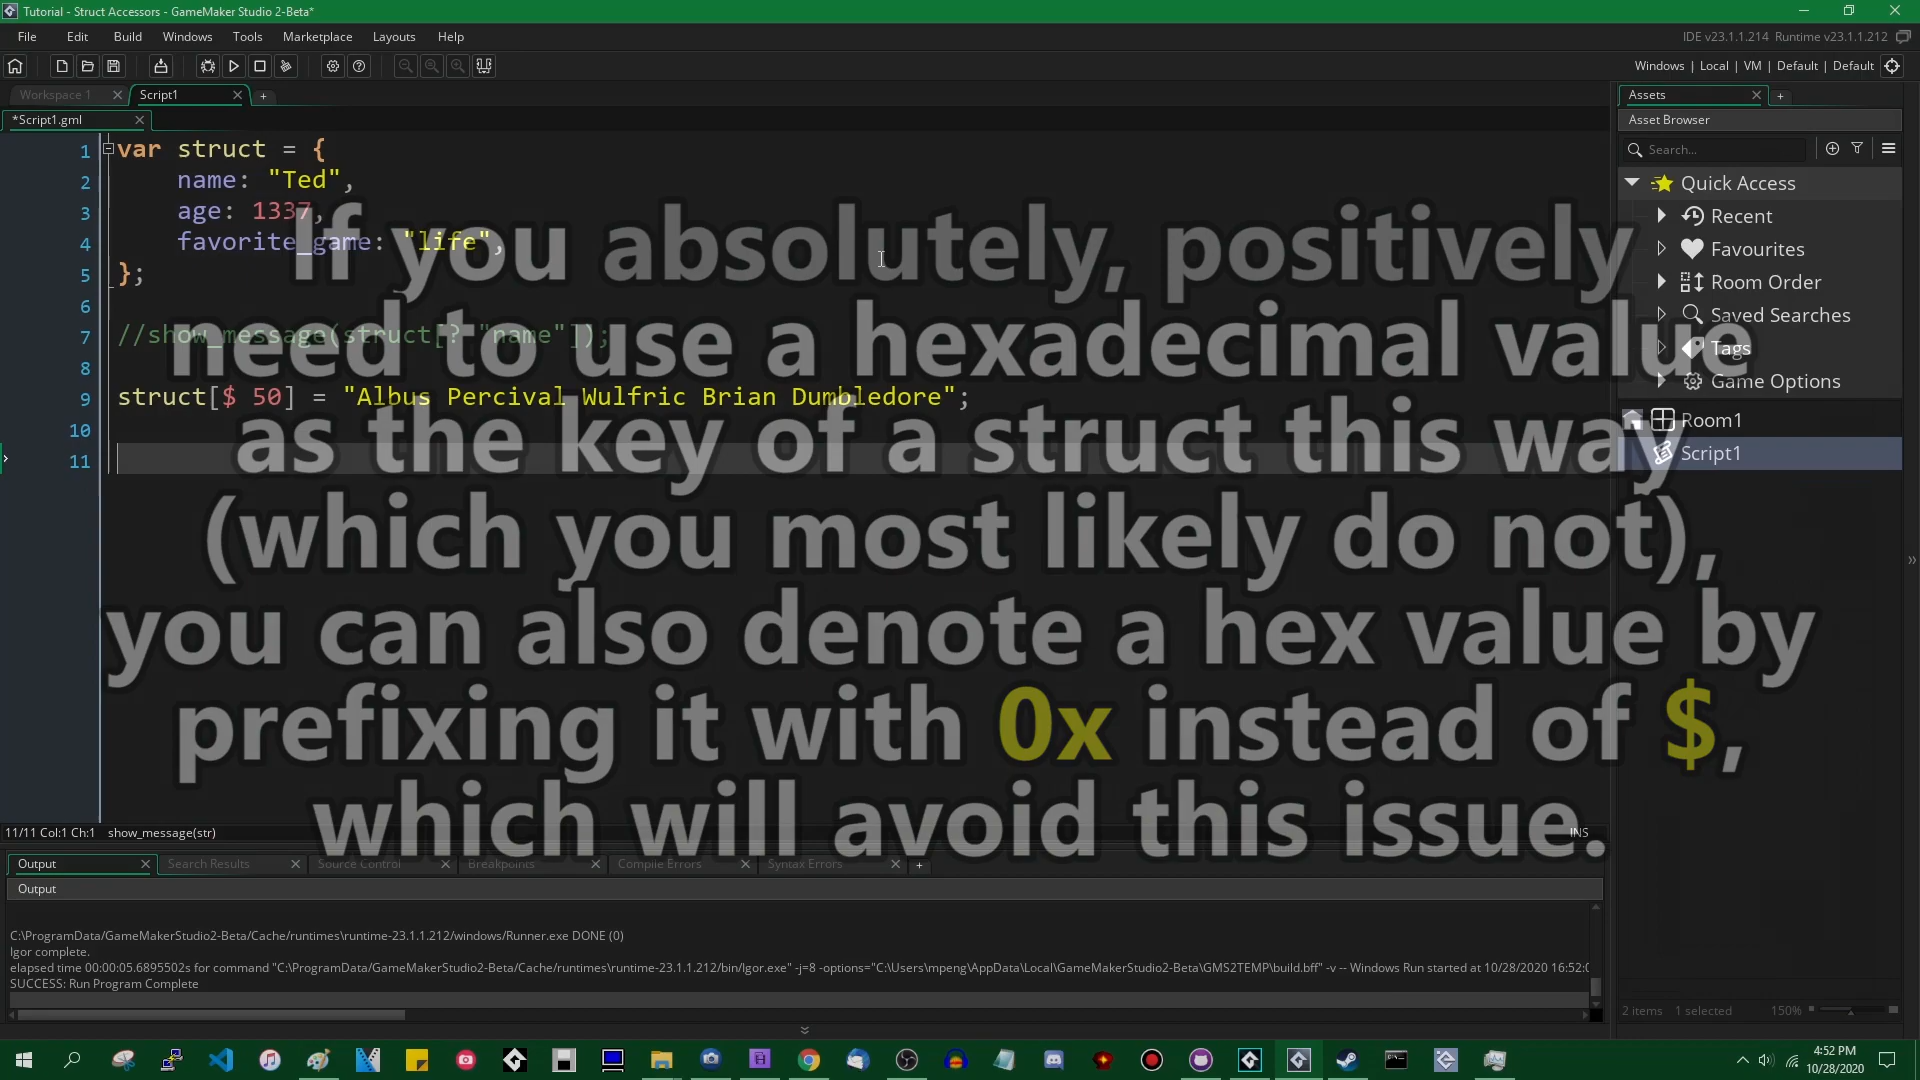 Tutorial - Struct Accessors - GameMaker Studio 2-Beta*
File Edit Build Windows Tools Marketplace Layouts Help
IDE v23.1.1.214 Runtime v23.1.1.212
Windows | Local | VM | Default | Default
Workspace 1
Script1
Assets
*Script1.gml
Asset Browser
Search...
1 var struct = {
2 name: "Ted",
3 age: 1337,
4 favorite_game: "life",
5 };
6
7 //show_message(struct[? "name"]);
8
9 struct[$ 50] = "Albus Percival Wulfric Brian Dumbledore";
10
11
If you absolutely, positively
need to use a hexadecimal value
as the key of a struct this way
(which you most likely do not),
you can also denote a hex value by
prefixing it with 0x instead of $,
which will avoid this issue.
Quick Access
Recent
Favourites
Room Order
Saved Searches
Tags
Game Options
Room1
Script1
11/11 Col:1 Ch:1 show_message(str)
INS
Output Search Results Source Control Breakpoints Compile Errors Syntax Errors
Output
C:\ProgramData/GameMakerStudio2-Beta/Cache/runtimes\runtime-23.1.1.212/windows/Runner.exe DONE (0)
Igor complete.
elapsed time 00:00:05.6895502s for command "C:\ProgramData/GameMakerStudio2-Beta/Cache/runtimes\runtime-23.1.1.212/bin/Igor.exe" -j=8 -options="C:\Users\mpeng\AppData\Local\GameMakerStudio2-Beta\GMS2TEMP\build.bff" -v -- Windows Run started at 10/28/2020 16:52:0
SUCCESS: Run Program Complete
2 items 1 selected 150%
4:52 PM
10/28/2020